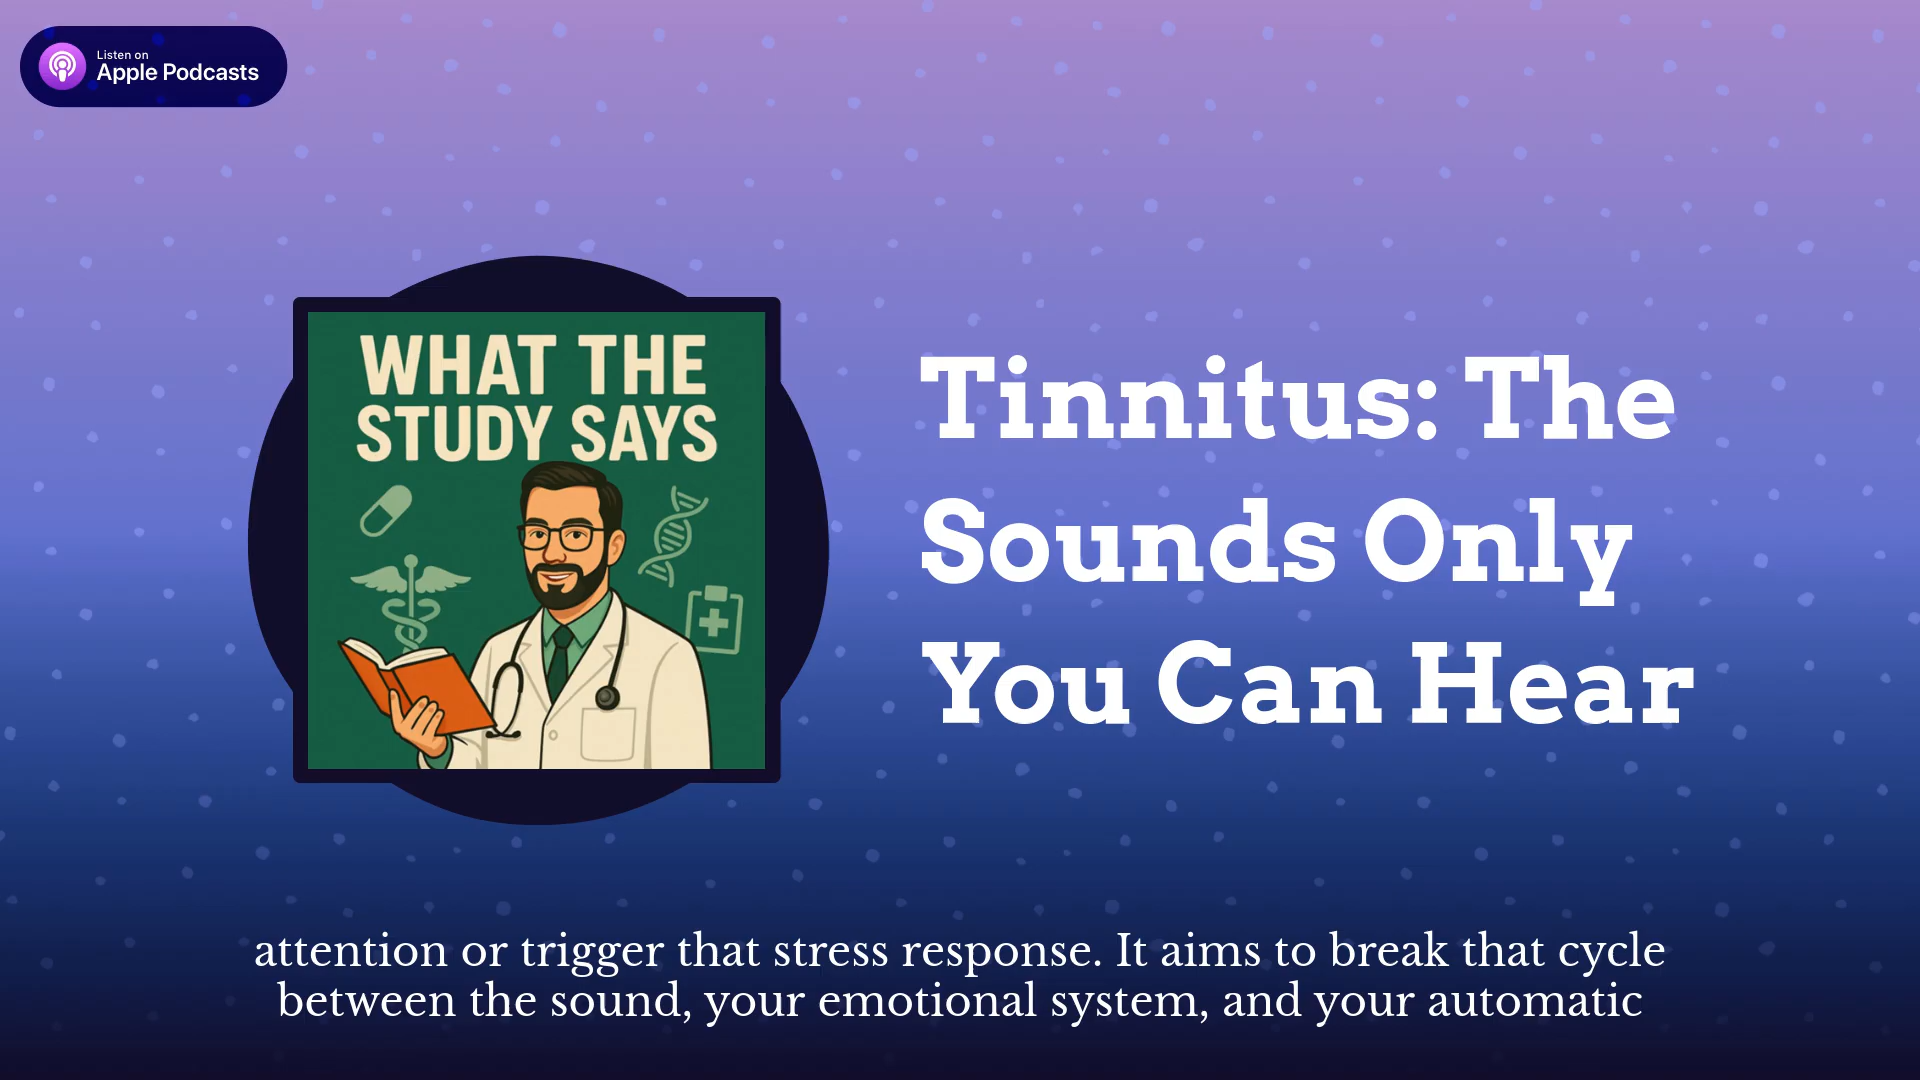 Listen on
Apple Podcasts
WHAT THE
STUDY SAYS
Tinnitus: The
Sounds Only
You Can Hear
attention or trigger that stress response. It aims to break that cycle
between the sound, your emotional system, and your automatic